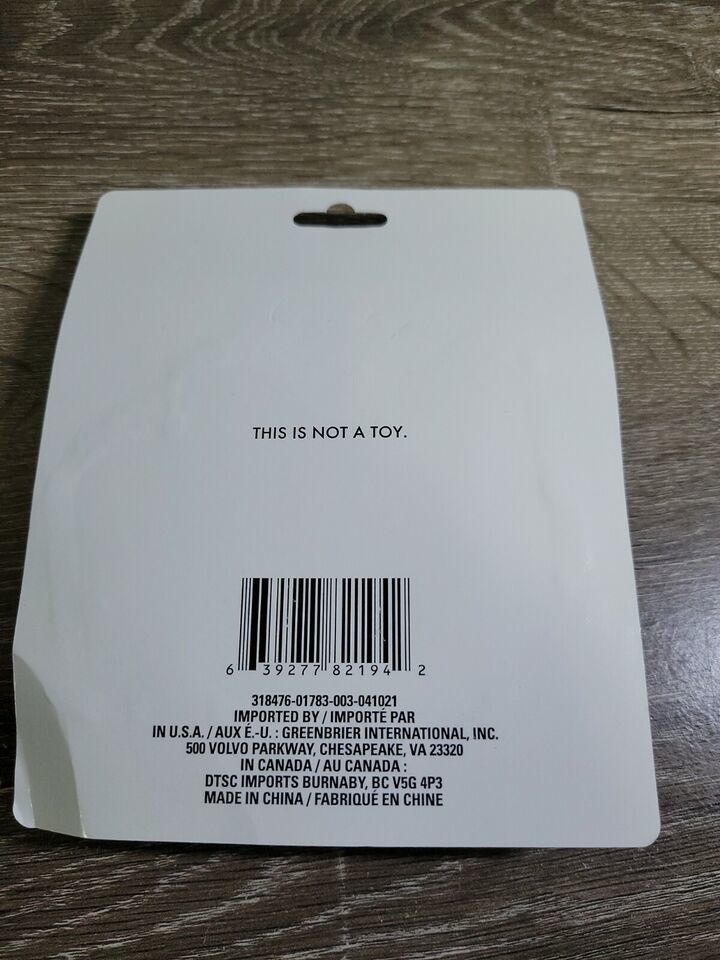 THIS IS NOT A TOY.
6 39277 82194 2
318476-01783-003-041021
IMPORTED BY / IMPORTÉ PAR
IN U.S.A. / AUX É.-U. : GREENBRIER INTERNATIONAL, INC.
500 VOLVO PARKWAY, CHESAPEAKE, VA 23320
IN CANADA / AU CANADA :
DTSC IMPORTS BURNABY, BC V5G 4P3
MADE IN CHINA / FABRIQUÉ EN CHINE